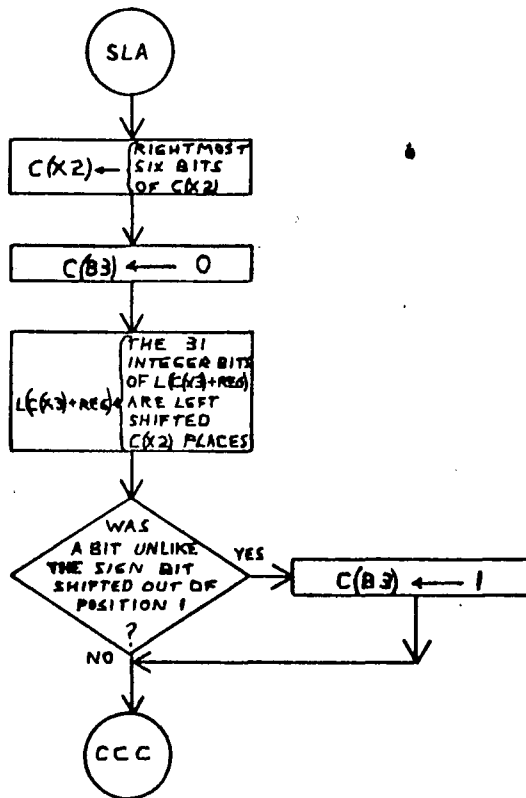 SLA
C(X2) ← RIGHTMOST
SIX BITS
OF C(X2)
C(B3) ← 0
THE 31
INTEGER BITS
OF L(C(X3)+REG)
L(C(X3)+REG) ← ARE LEFT
SHIFTED
C(X2) PLACES
WAS
A BIT UNLIKE
THE SIGN BIT
SHIFTED OUT OF
POSITION 1
?
YES
C(B3) ← 1
NO
CCC